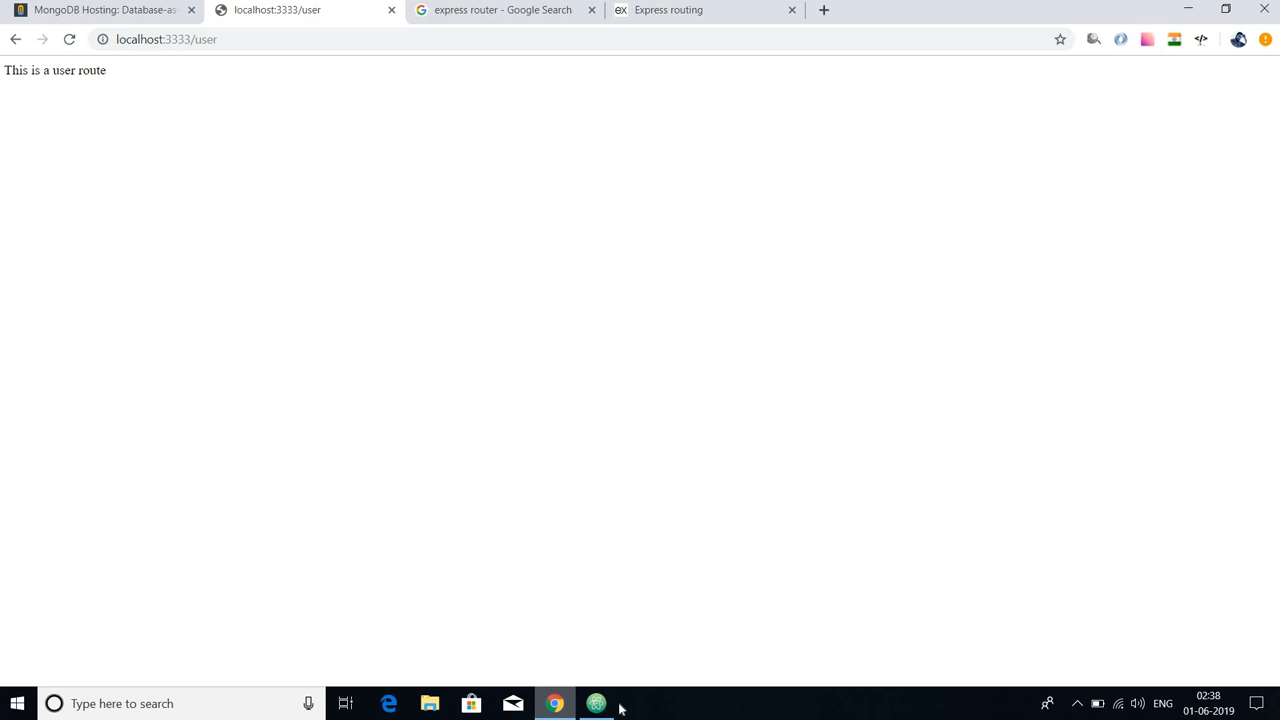 MongoDB Hosting: Database-as-
localhost:3333/user
express router - Google Search
ex Express routing
localhost:3333/user
This is a user route
Type here to search
ENG
02:38
01-06-2019